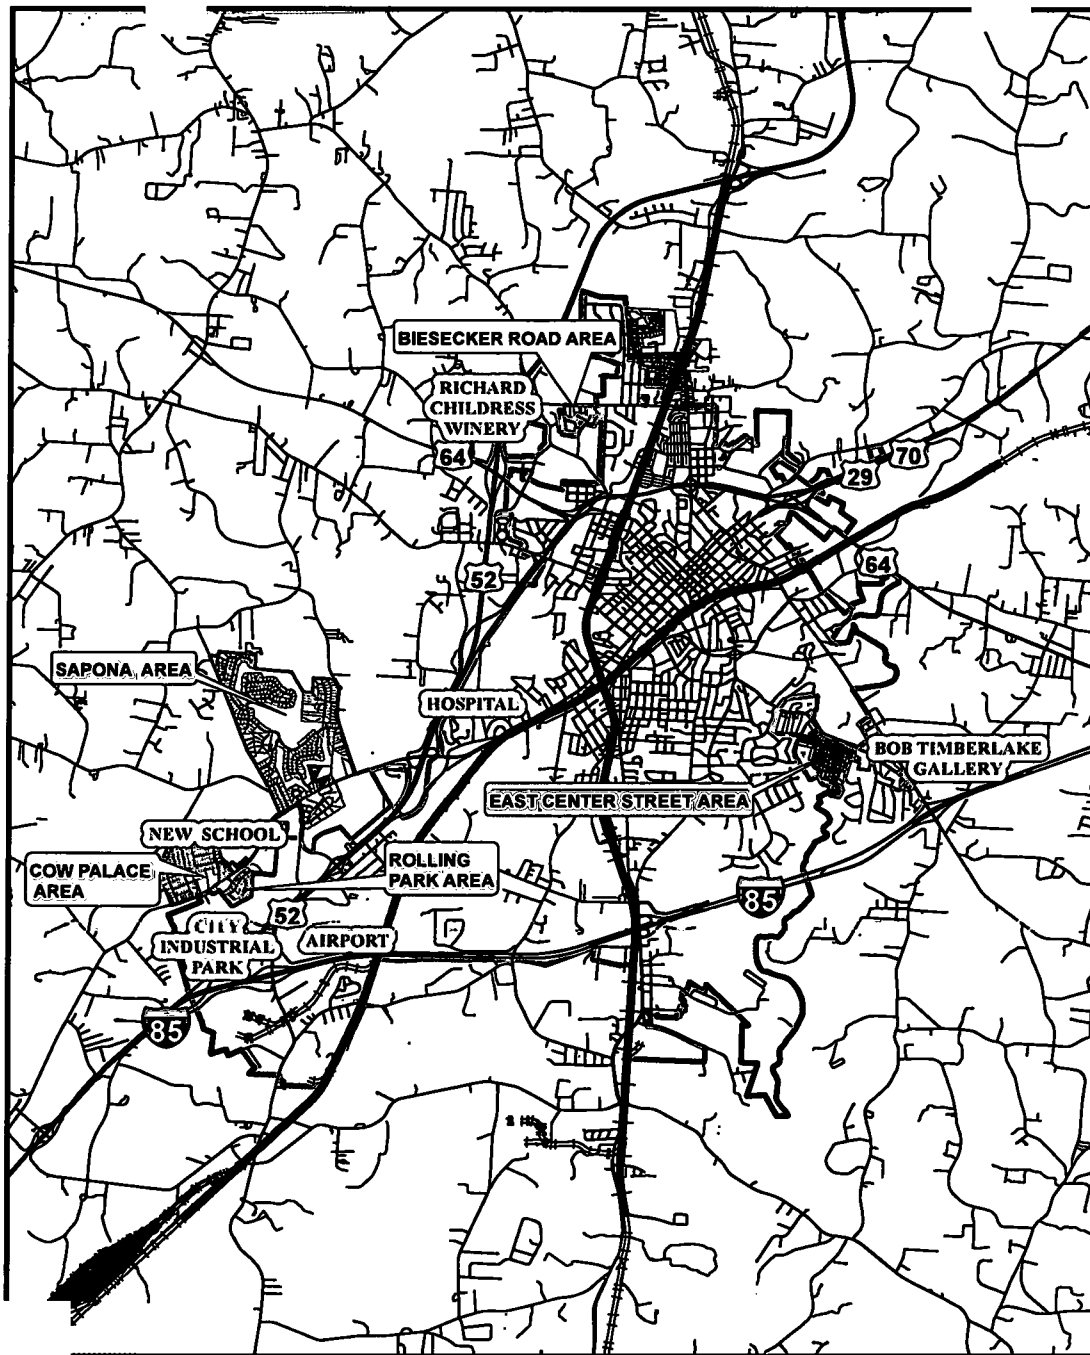 BIESECKER ROAD AREA
RICHARD
CHILDRESS
WINERY
64
70
29
64
52
SAPONA AREA
HOSPITAL
BOB TIMBERLAKE
GALLERY
EAST CENTER STREET AREA
NEW SCHOOL
COW PALACE
AREA
ROLLING
PARK AREA
85
52
CITY
INDUSTRIAL
PARK
AIRPORT
85